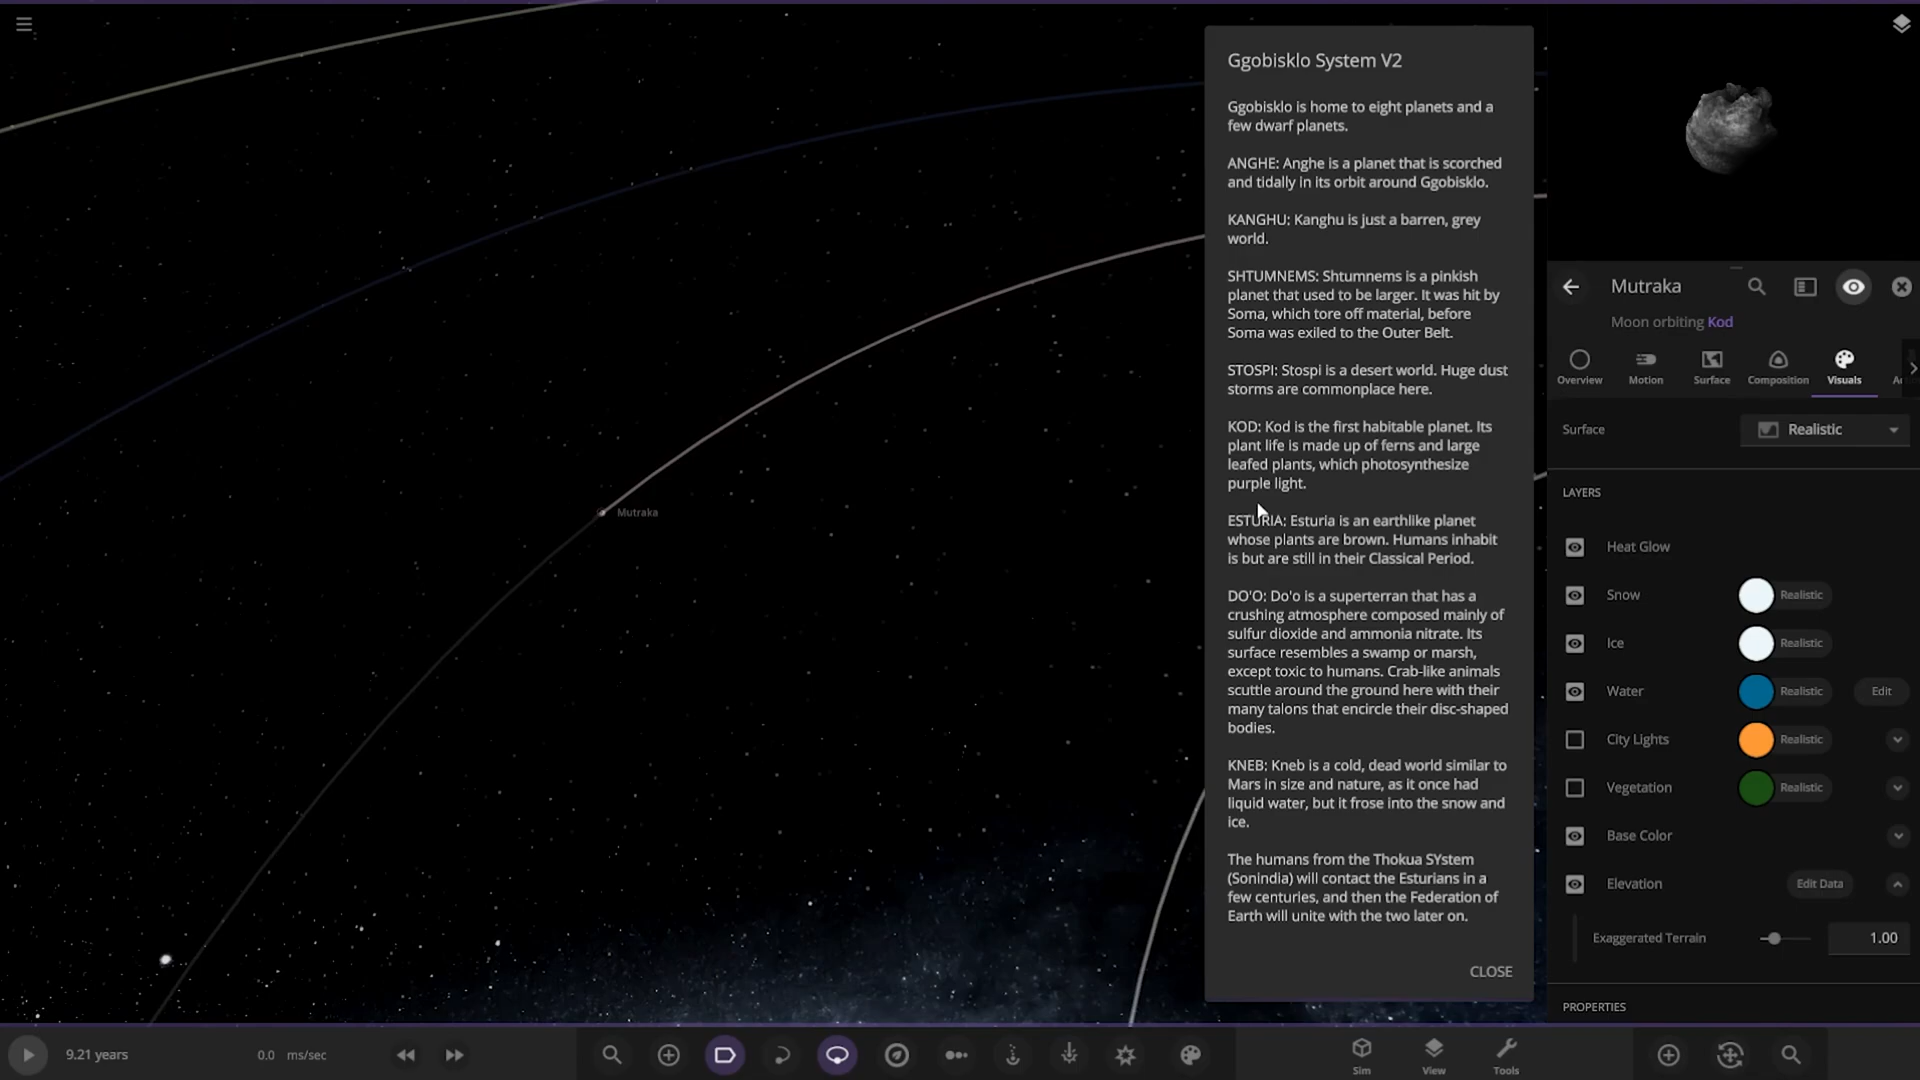 Ggobisklo System V2
Ggobisklo is home to eight planets and a
few dwarf planets.
ANGHE: Anghe is a planet that is scorched
and tidally in its orbit around Ggobisklo.
KANGHU: Kanghu is just a barren, grey
world.
SHTUMNEMS: Shtumnems is a pinkish
planet that used to be larger. It was hit by
Soma, which tore off material, before
Soma was exiled to the Outer Belt.
STOSPI: Stospi is a desert world. Huge dust
storms are commonplace here.
KOD: Kod is the first habitable planet. Its
plant life is made up of ferns and large
leafed plants, which photosynthesize
purple light.
ESTURIA: Esturia is an earthlike planet
whose plants are brown. Humans inhabit
is but are still in their Classical Period.
DO'O: Do'o is a superterran that has a
crushing atmosphere composed mainly of
sulfur dioxide and ammonia nitrate. Its
surface resembles a swamp or marsh,
except toxic to humans. Crab-like animals
scuttle around the ground here with their
many talons that encircle their disc-shaped
bodies.
KNEB: Kneb is a cold, dead world similar to
Mars in size and nature, as it once had
liquid water, but it frose into the snow and
ice.
The humans from the Thokua SYstem
(Sonindia) will contact the Esturians in a
few centuries, and then the Federation of
Earth will unite with the two later on.
CLOSE
Mutraka
Mutraka
Moon orbiting Kod
Overview Motion Surface Composition Visuals
Surface Realistic
LAYERS
Heat Glow
Snow Realistic
Ice Realistic
Water Realistic Edit
City Lights Realistic
Vegetation Realistic
Base Color
Elevation Edit Data
Exaggerated Terrain 1.00
PROPERTIES
9.21 years 0.0 ms/sec
Sim View Tools